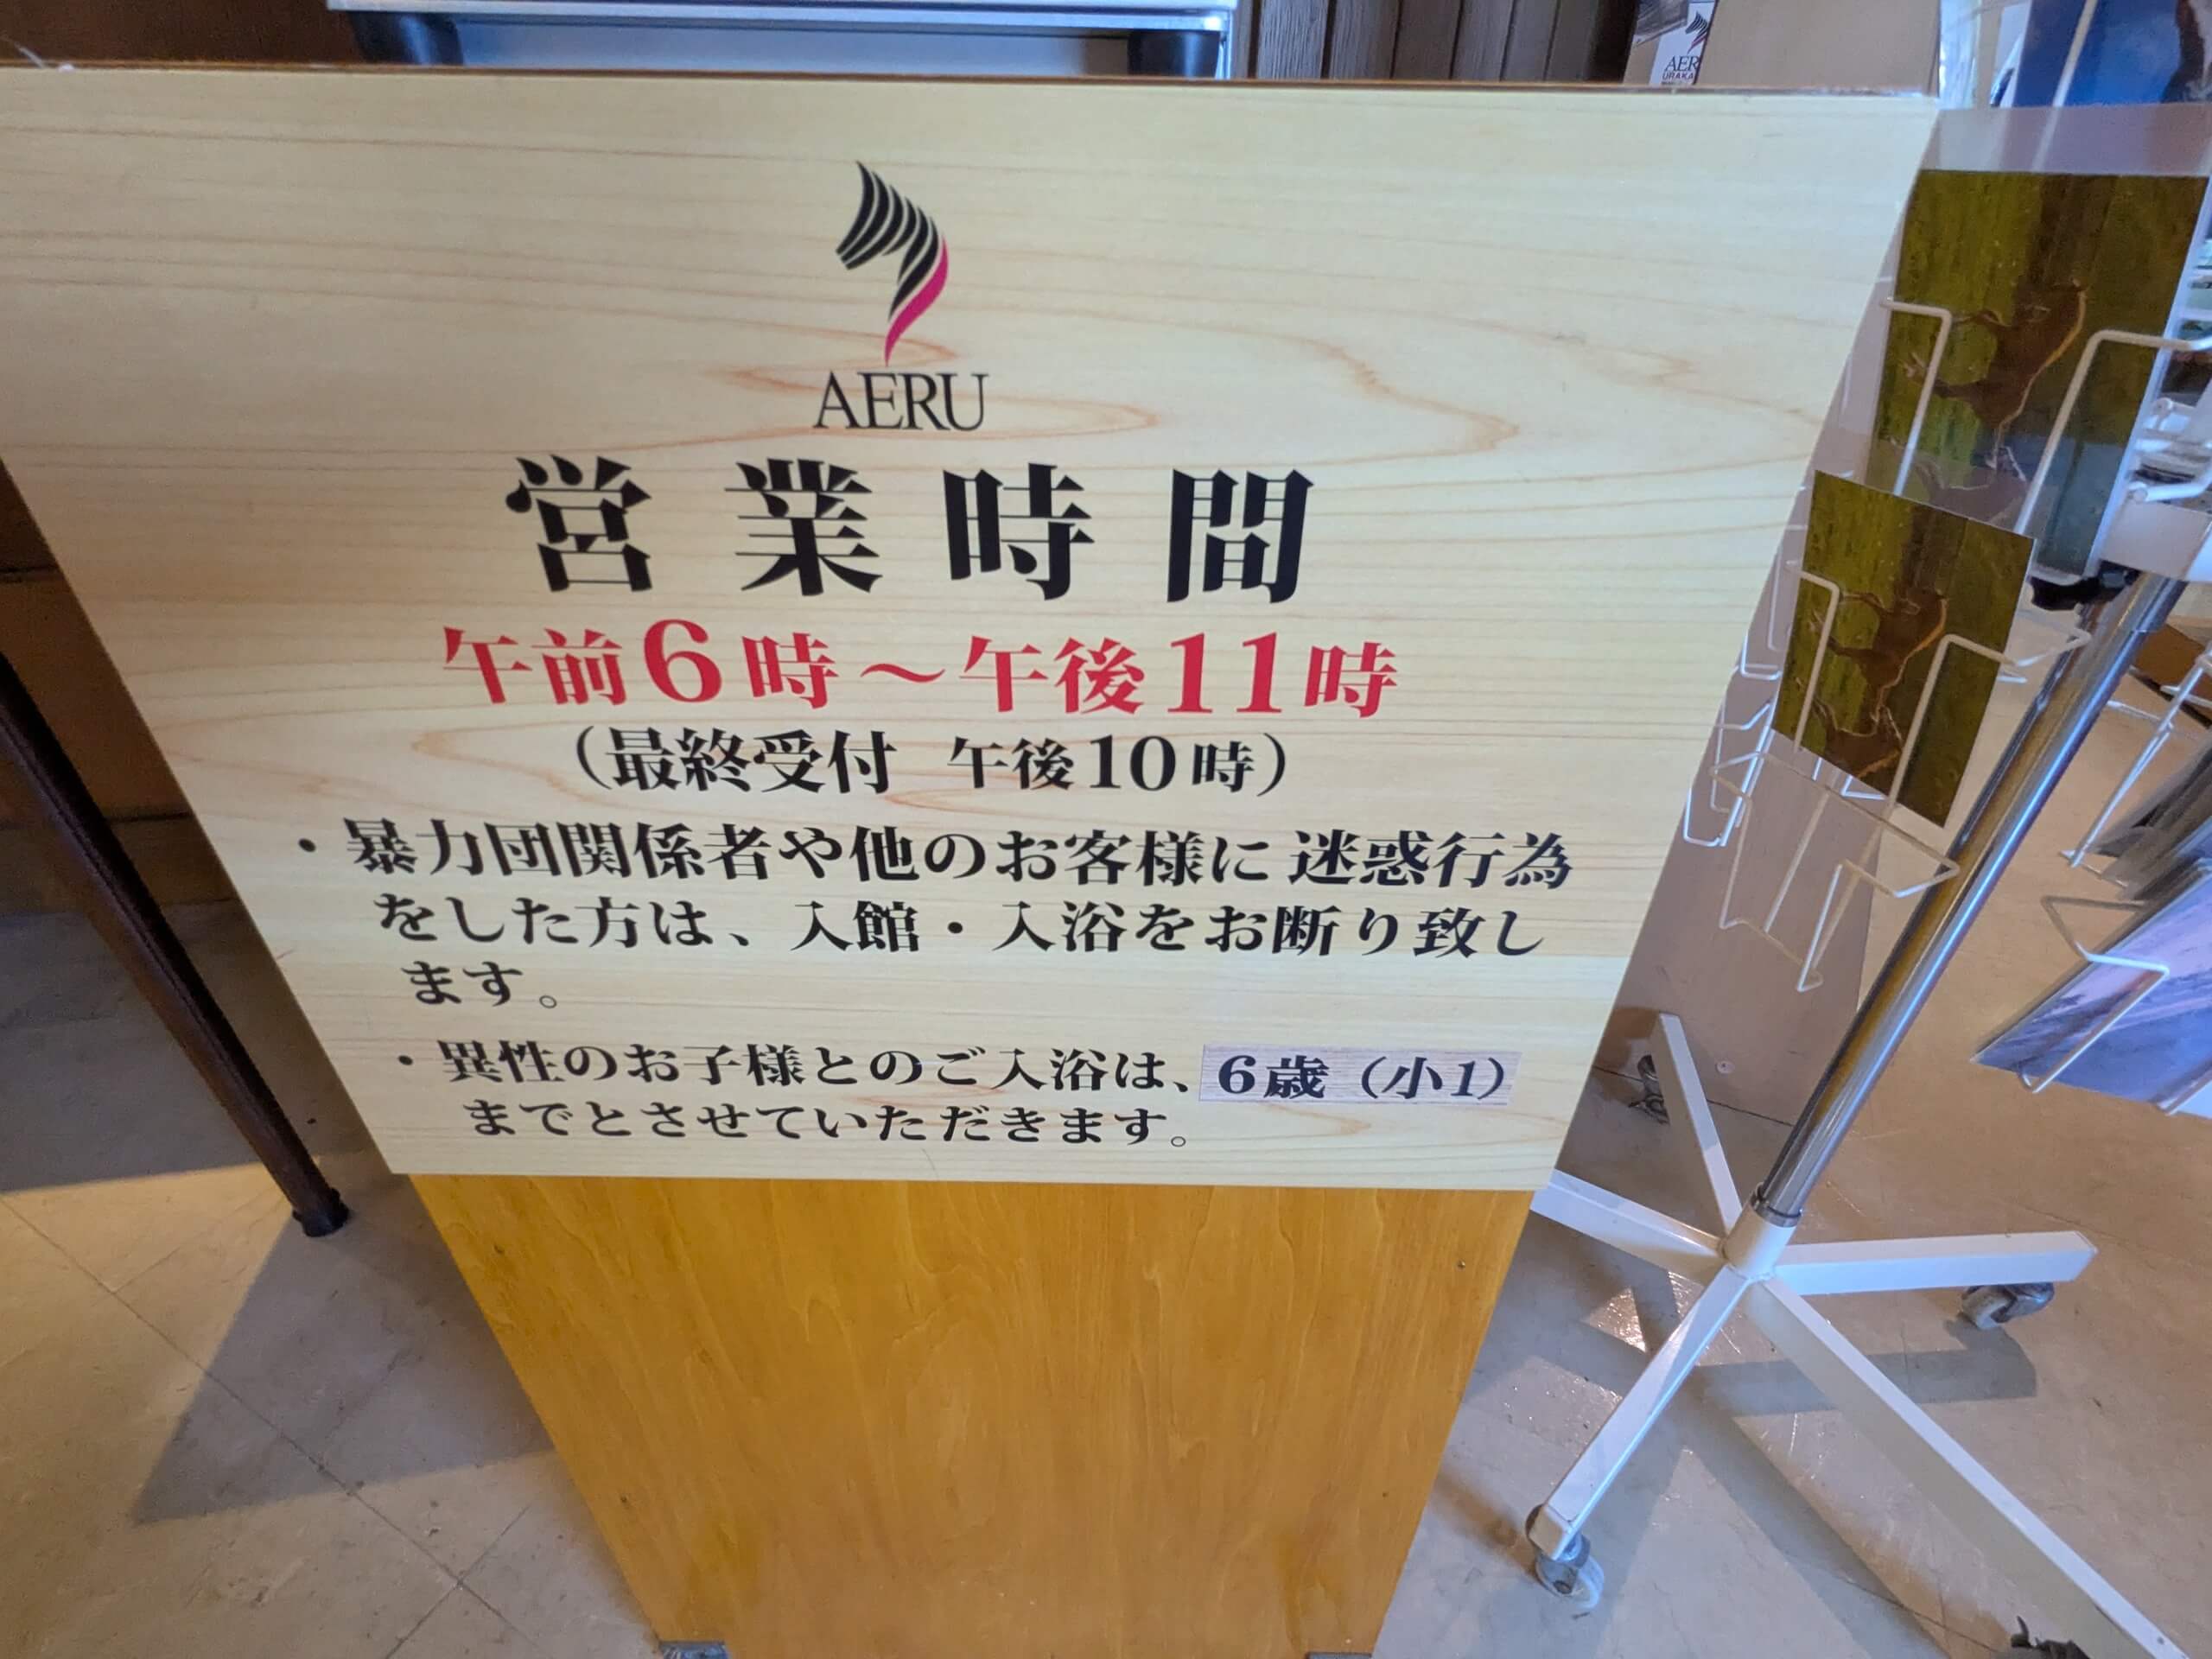 AERU
営業時間
午前6時～午後11時
（最終受付 午後10時）
・暴力団関係者や他のお客様に 迷惑行為
をした方は、入館・入浴をお断り致し
ます。
・異性のお子様とのご入浴は、6歳（小1）
までとさせていただきます。
AER
URAKA